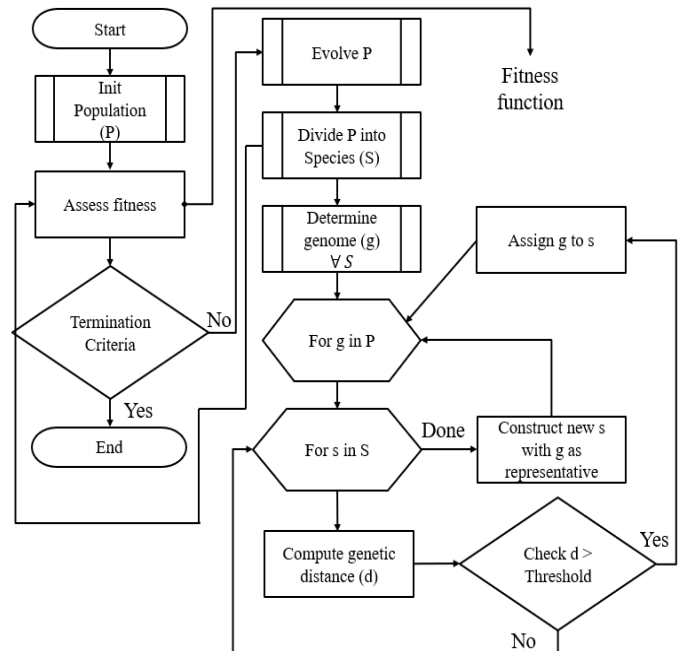 Start
Init
Population
(P)
Assess fitness
Termination
Criteria
No
Yes
End
Evolve P
Divide P into
Species (S)
Determine
genome (g)
∀ S
For g in P
For s in S
Done
Compute genetic
distance (d)
Fitness
function
Assign g to s
Construct new s
with g as
representative
Check d >
Threshold
Yes
No